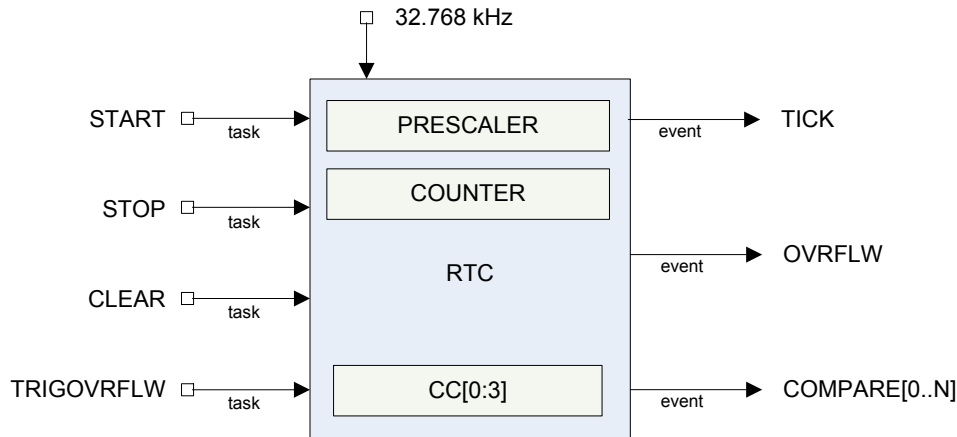 32.768 kHz
START
task
PRESCALER
event
TICK
STOP
task
COUNTER
RTC
event
OVRFLW
CLEAR
task
TRIGOVRFLW
task
CC[0:3]
event
COMPARE[0..N]